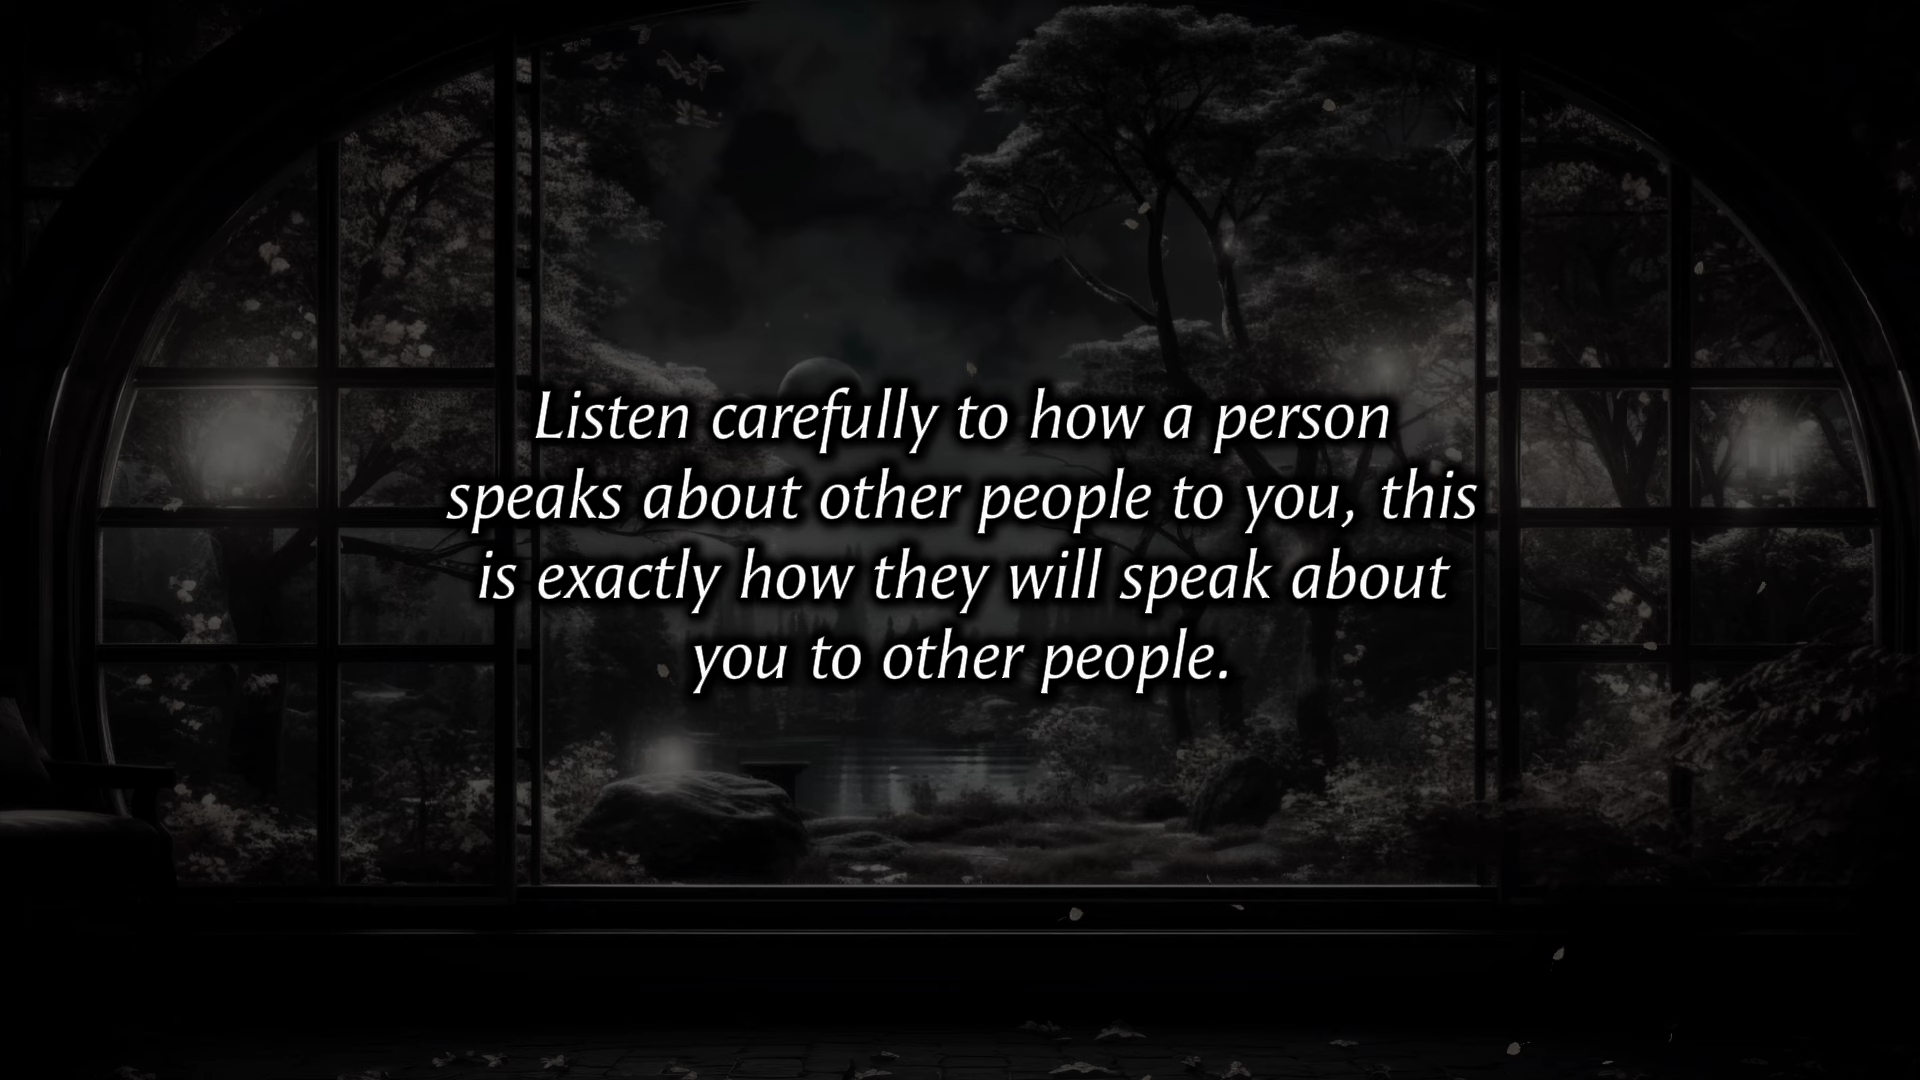 Listen carefully to how a person
speaks about other people to you, this
is exactly how they will speak about
you to other people.